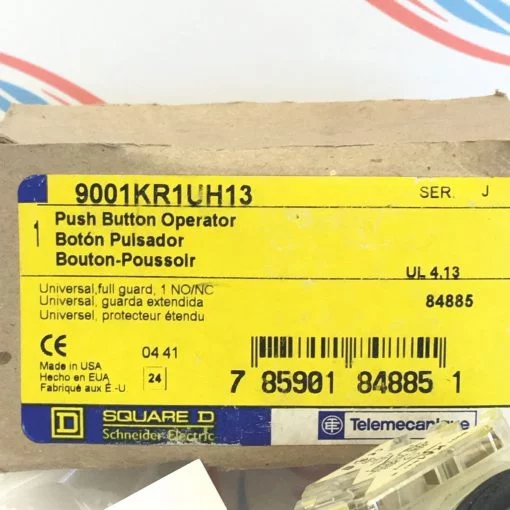 9001KR1UH13 SER. J
1 Push Button Operator
Botón Pulsador
Bouton-Poussoir
UL 4.13
Universal,full guard, 1 NO/NC 84885
Universal, guarda extendida
Universel, protecteur étendu
CE 04 41
Made in USA
Hecho en EUA 24
Fabriqué aux É -U
7 85901 84885 1
D SQUARE D Telemecanique
Schneider Electric